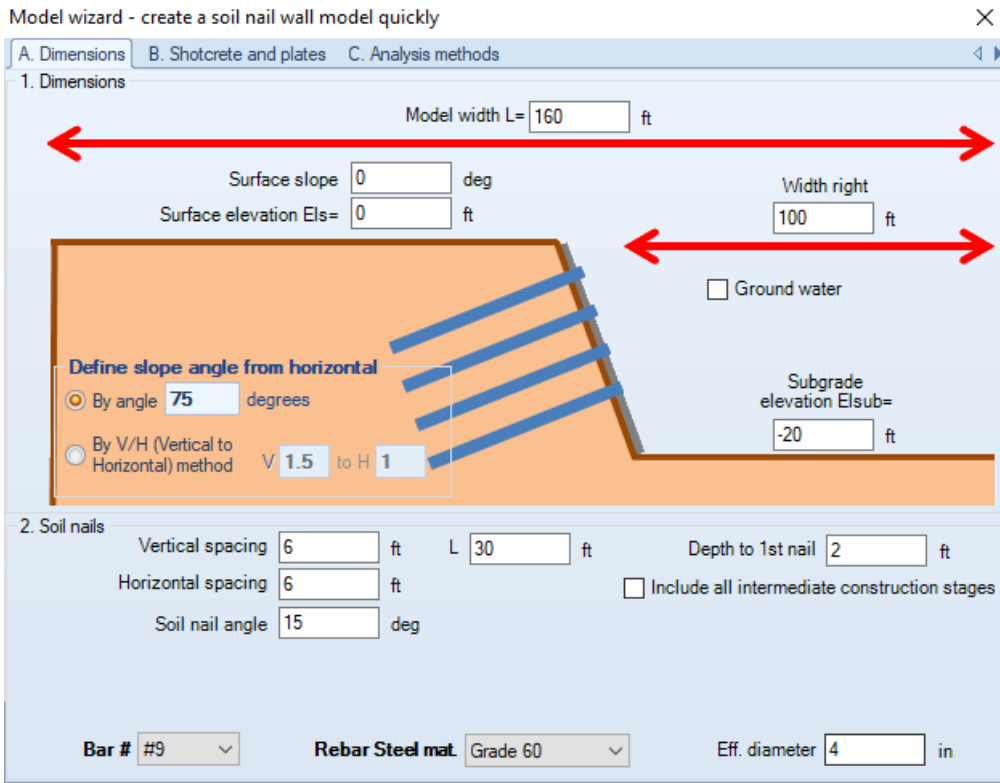 Model wizard - create a soil nail wall model quickly
A. Dimensions B. Shotcrete and plates C. Analysis methods
1. Dimensions
Model width L= 160 ft
Surface slope 0 deg
Surface elevation Els= 0 ft
Width right
100 ft
Ground water
Define slope angle from horizontal
By angle 75 degrees
By V/H (Vertical to
Horizontal) method V 1.5 to H 1
Subgrade
elevation Elsub=
-20 ft
2. Soil nails
Vertical spacing 6 ft L 30 ft Depth to 1st nail 2 ft
Horizontal spacing 6 ft Include all intermediate construction stages
Soil nail angle 15 deg
Bar # #9 Rebar Steel mat. Grade 60 Eff. diameter 4 in